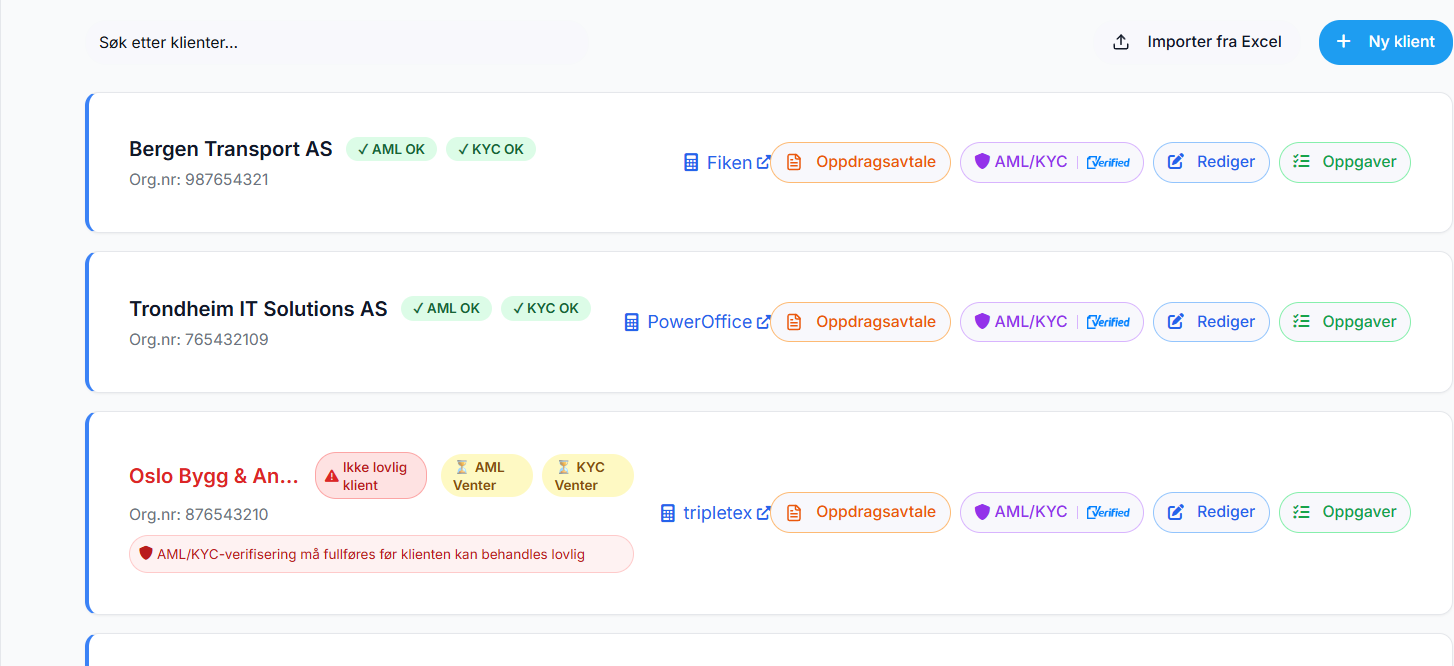 Søk etter klienter...
Importer fra Excel
+ Ny klient
Bergen Transport AS ✓ AML OK ✓ KYC OK
Org.nr: 987654321
Fiken Oppdragsavtale AML/KYC | Verified Rediger Oppgaver
Trondheim IT Solutions AS ✓ AML OK ✓ KYC OK
Org.nr: 765432109
PowerOffice Oppdragsavtale AML/KYC | Verified Rediger Oppgaver
Oslo Bygg & An...
Ikke lovlig
klient
⏳ AML
Venter
⏳ KYC
Venter
Org.nr: 876543210
AML/KYC-verifisering må fullføres før klienten kan behandles lovlig
tripletex Oppdragsavtale AML/KYC | Verified Rediger Oppgaver